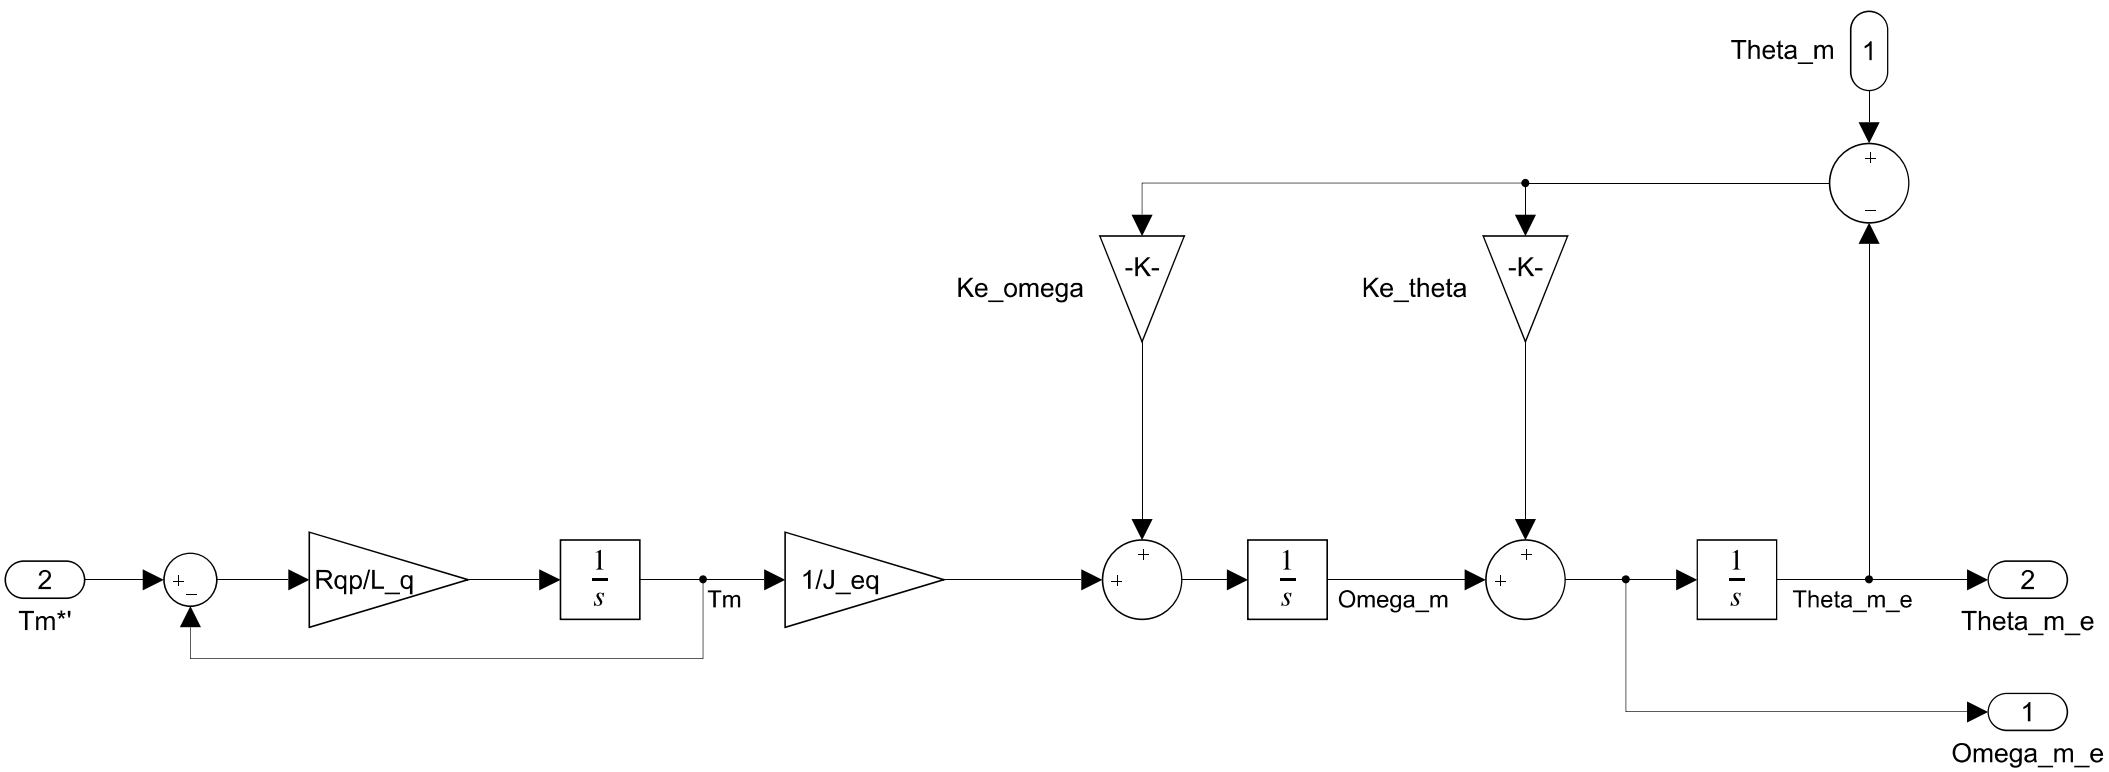 Theta_m
1
+
−
-K-
-K-
Ke_omega
Ke_theta
2
Tm*'
+
−
Rqp/L_q
1
s
Tm
1/J_eq
+
+
1
s
Omega_m
+
+
1
s
Theta_m_e
2
Theta_m_e
1
Omega_m_e